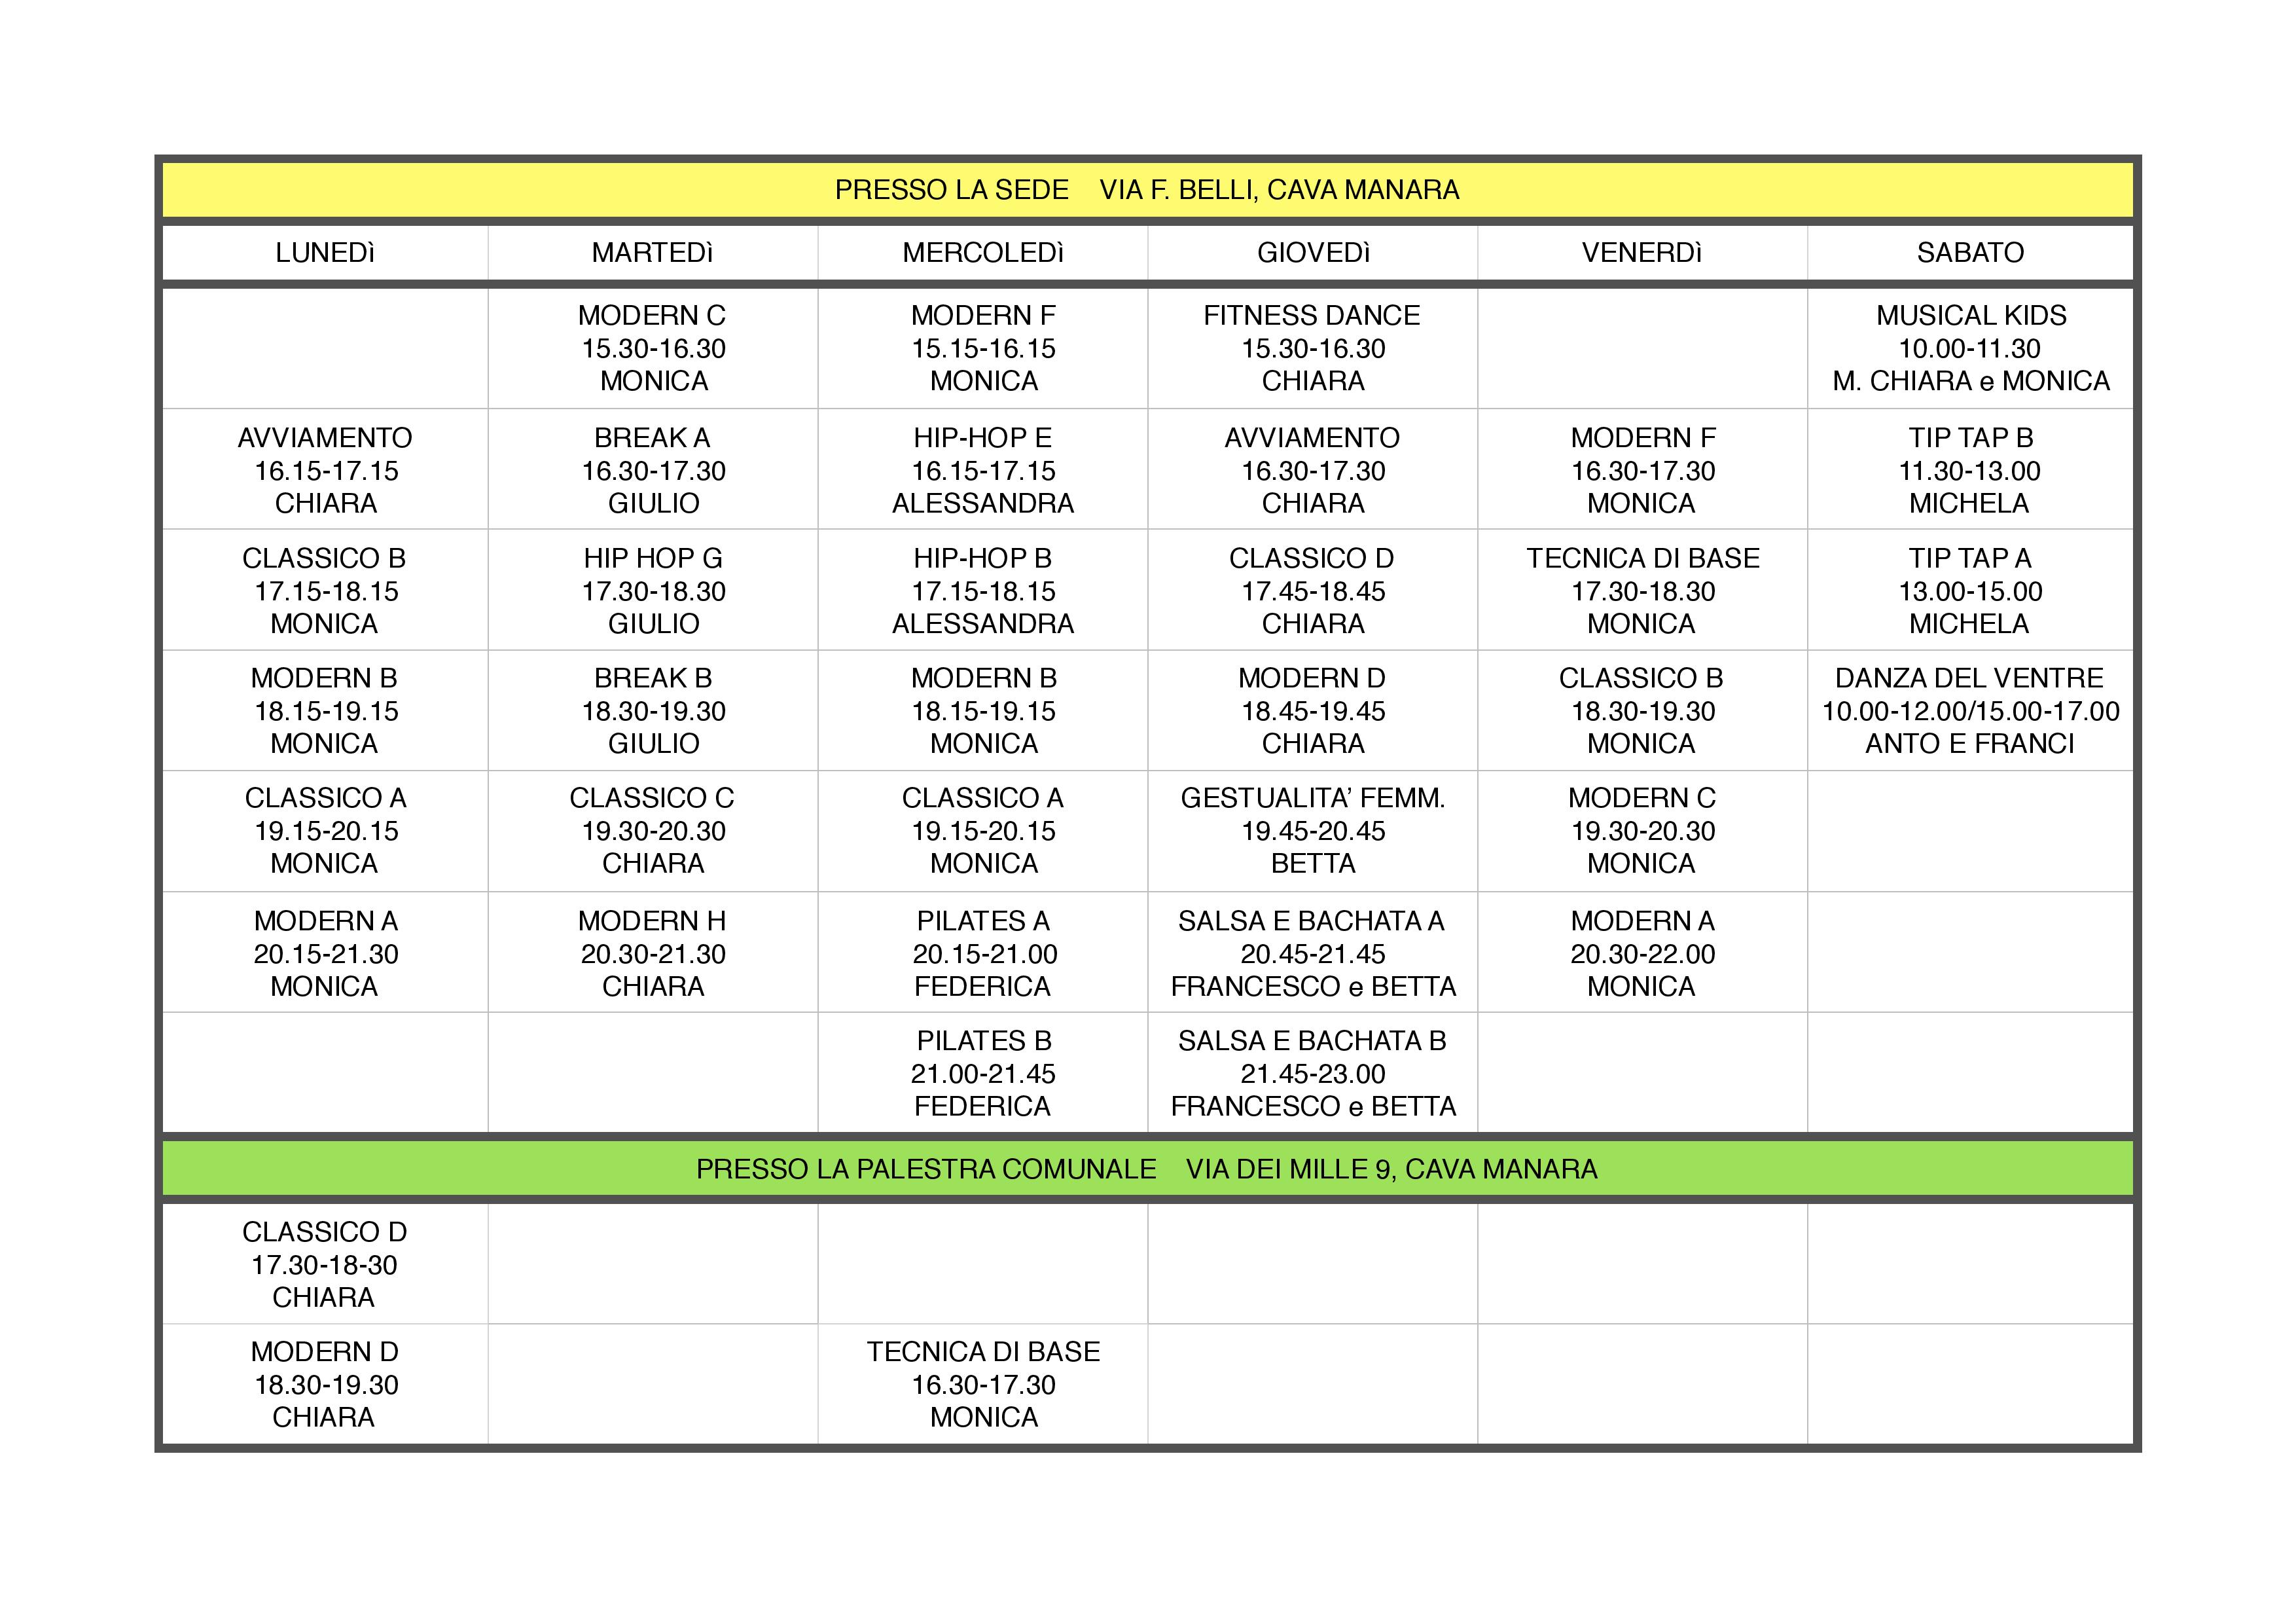 PRESSO LA SEDE VIA F. BELLI, CAVA MANARA
LUNEDì MARTEDì MERCOLEDì GIOVEDì VENERDì SABATO
MODERN C MODERN F FITNESS DANCE MUSICAL KIDS
15.30-16.30 15.15-16.15 15.30-16.30 10.00-11.30
MONICA MONICA CHIARA M. CHIARA e MONICA
AVVIAMENTO BREAK A HIP-HOP E AVVIAMENTO MODERN F TIP TAP B
16.15-17.15 16.30-17.30 16.15-17.15 16.30-17.30 16.30-17.30 11.30-13.00
CHIARA GIULIO ALESSANDRA CHIARA MONICA MICHELA
CLASSICO B HIP HOP G HIP-HOP B CLASSICO D TECNICA DI BASE TIP TAP A
17.15-18.15 17.30-18.30 17.15-18.15 17.45-18.45 17.30-18.30 13.00-15.00
MONICA GIULIO ALESSANDRA CHIARA MONICA MICHELA
MODERN B BREAK B MODERN B MODERN D CLASSICO B DANZA DEL VENTRE
18.15-19.15 18.30-19.30 18.15-19.15 18.45-19.45 18.30-19.30 10.00-12.00/15.00-17.00
MONICA GIULIO MONICA CHIARA MONICA ANTO E FRANCI
CLASSICO A CLASSICO C CLASSICO A GESTUALITA’ FEMM. MODERN C
19.15-20.15 19.30-20.30 19.15-20.15 19.45-20.45 19.30-20.30
MONICA CHIARA MONICA BETTA MONICA
MODERN A MODERN H PILATES A SALSA E BACHATA A MODERN A
20.15-21.30 20.30-21.30 20.15-21.00 20.45-21.45 20.30-22.00
MONICA CHIARA FEDERICA FRANCESCO e BETTA MONICA
PILATES B SALSA E BACHATA B
21.00-21.45 21.45-23.00
FEDERICA FRANCESCO e BETTA
PRESSO LA PALESTRA COMUNALE VIA DEI MILLE 9, CAVA MANARA
CLASSICO D
17.30-18-30
CHIARA
MODERN D TECNICA DI BASE
18.30-19.30 16.30-17.30
CHIARA MONICA